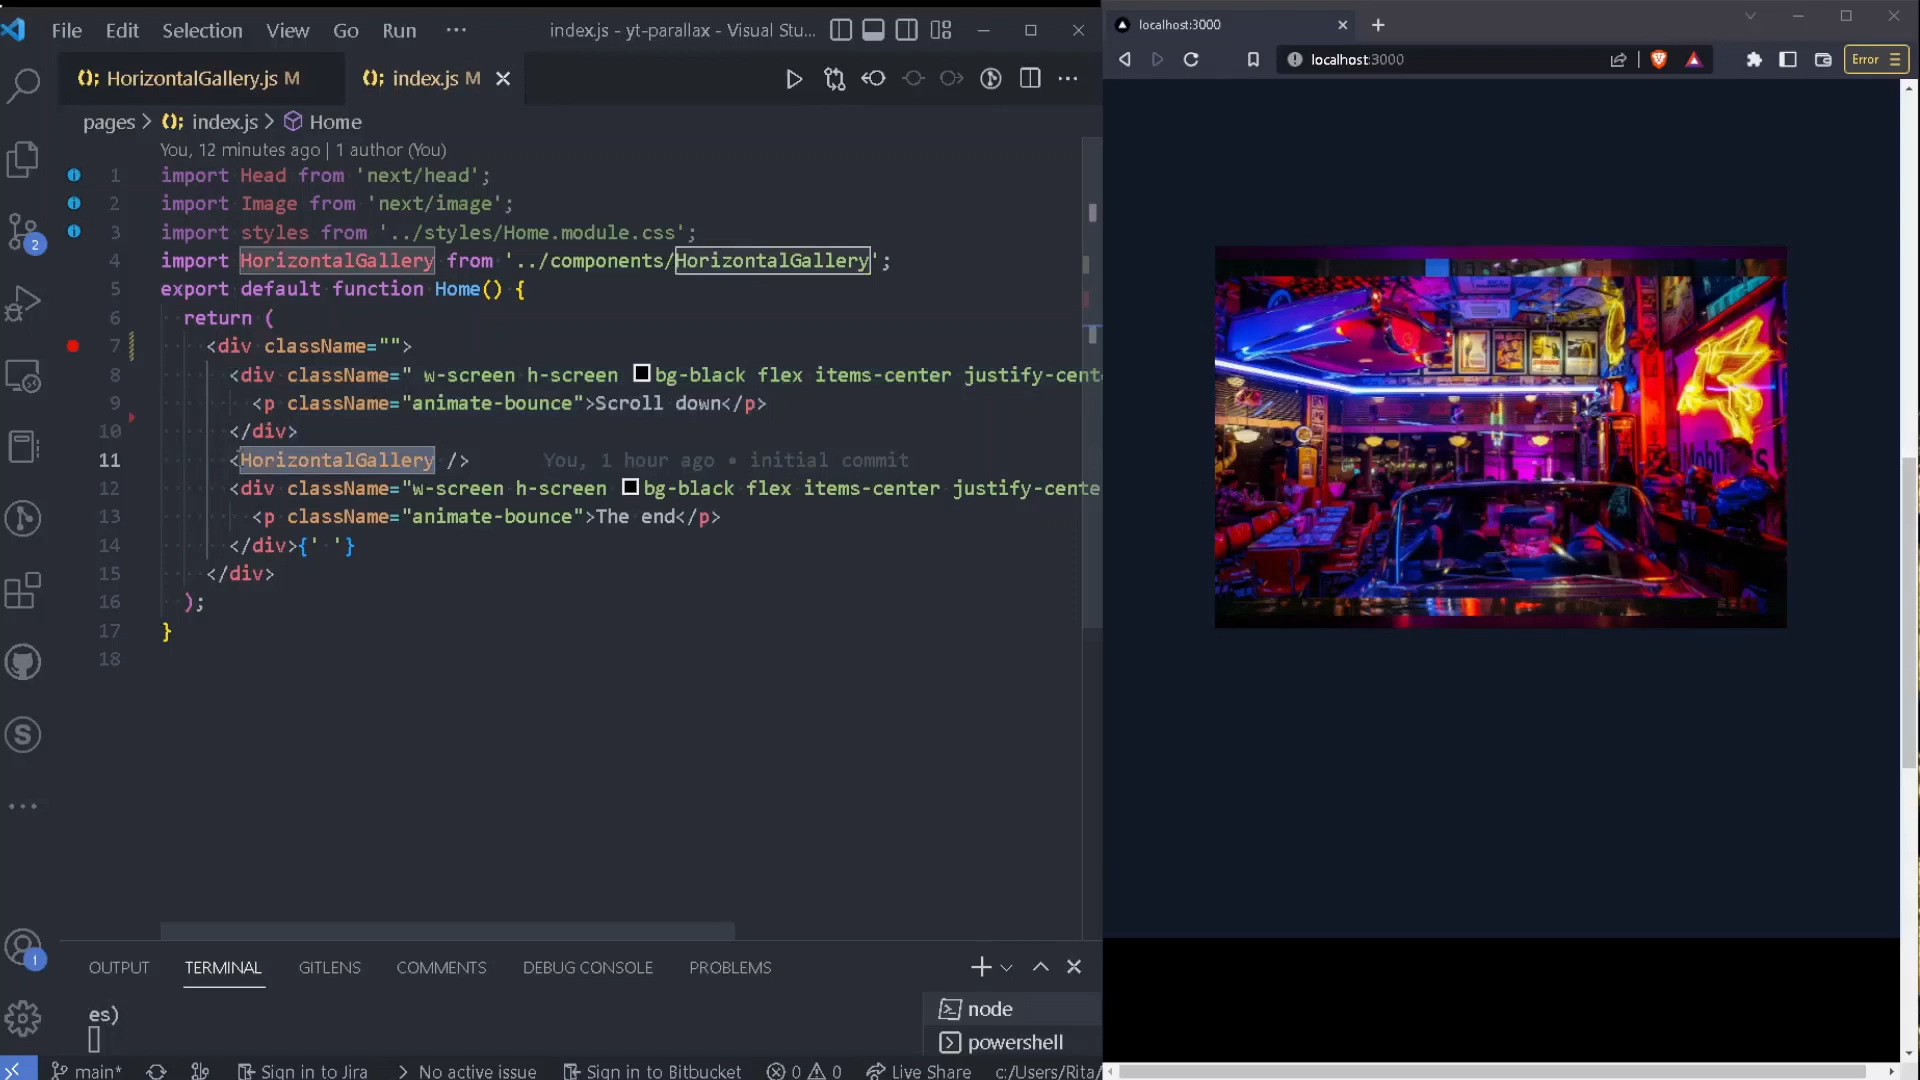 File Edit Selection View Go Run ··· index.js - yt-parallax - Visual Stu...
HorizontalGallery.js M index.js M
pages > index.js > Home
You, 12 minutes ago | 1 author (You)
1 import Head from 'next/head';
2 import Image from 'next/image';
3 import styles from '../styles/Home.module.css';
4 import HorizontalGallery from '../components/HorizontalGallery';
5 export default function Home() {
6 return (
7 <div className="">
8 <div className=" w-screen h-screen bg-black flex items-center justify-cent
9 <p className="animate-bounce">Scroll down</p>
10 </div>
11 <HorizontalGallery /> You, 1 hour ago • initial commit
12 <div className="w-screen h-screen bg-black flex items-center justify-cente
13 <p className="animate-bounce">The end</p>
14 </div>{' '}
15 </div>
16 );
17 }
18
2
1
OUTPUT TERMINAL GITLENS COMMENTS DEBUG CONSOLE PROBLEMS
es)
node
powershell
main* Sign in to Jira No active issue Sign in to Bitbucket 0 0 Live Share c:/Users/Rita/
localhost:3000
localhost:3000 Error